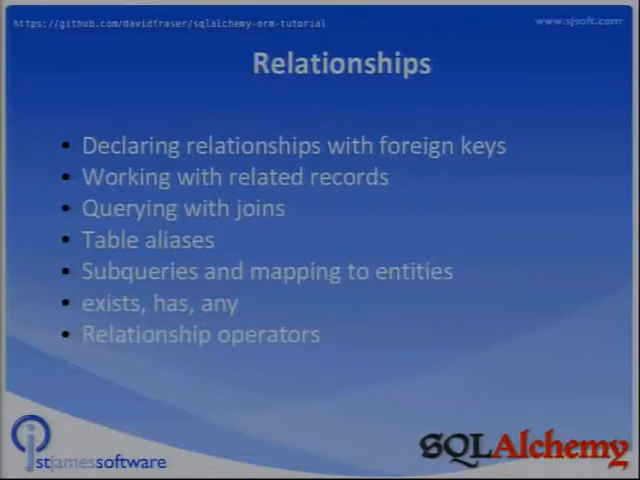 https://github.com/davidfraser/sqlalchemy-orm-tutorial
www.sjsoft.com
Relationships
Declaring relationships with foreign keys
Working with related records
Querying with joins
Table aliases
Subqueries and mapping to entities
exists, has, any
Relationship operators
stjamessoftware
SQLAlchemy